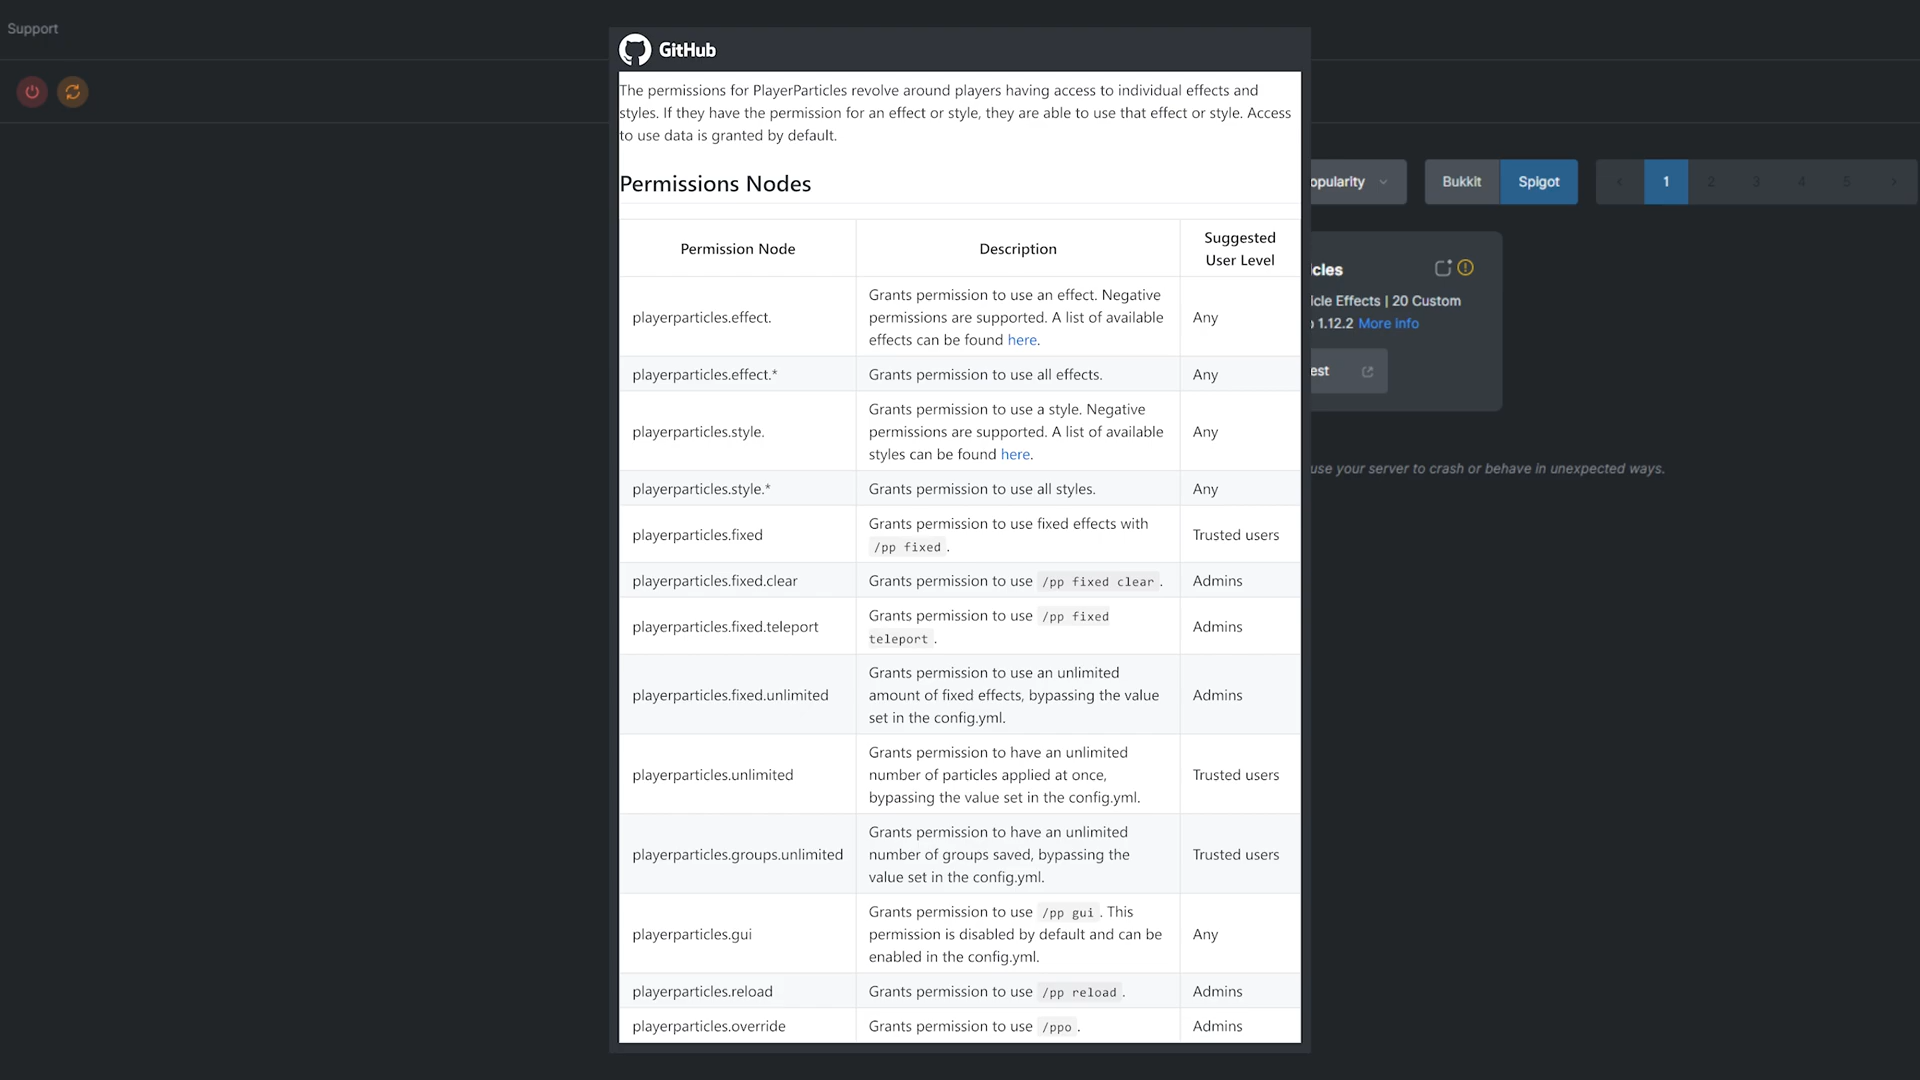 Support
GitHub
The permissions for PlayerParticles revolve around players having access to individual effects and
styles. If they have the permission for an effect or style, they are able to use that effect or style. Access
to use data is granted by default.
Permissions Nodes
Permission Node
Description
Suggested
User Level
playerparticles.effect.
Grants permission to use an effect. Negative
permissions are supported. A list of available
effects can be found here.
Any
playerparticles.effect.*
Grants permission to use all effects.
Any
playerparticles.style.
Grants permission to use a style. Negative
permissions are supported. A list of available
styles can be found here.
Any
playerparticles.style.*
Grants permission to use all styles.
Any
playerparticles.fixed
Grants permission to use fixed effects with
/pp fixed .
Trusted users
playerparticles.fixed.clear
Grants permission to use /pp fixed clear .
Admins
playerparticles.fixed.teleport
Grants permission to use /pp fixed
teleport .
Admins
playerparticles.fixed.unlimited
Grants permission to use an unlimited
amount of fixed effects, bypassing the value
set in the config.yml.
Admins
playerparticles.unlimited
Grants permission to have an unlimited
number of particles applied at once,
bypassing the value set in the config.yml.
Trusted users
playerparticles.groups.unlimited
Grants permission to have an unlimited
number of groups saved, bypassing the
value set in the config.yml.
Trusted users
playerparticles.gui
Grants permission to use /pp gui . This
permission is disabled by default and can be
enabled in the config.yml.
Any
playerparticles.reload
Grants permission to use /pp reload .
Admins
playerparticles.override
Grants permission to use /ppo .
Admins
opularity
Bukkit
Spigot
1
2
3
4
5
cles
icle Effects | 20 Custom
1.12.2 More Info
est
use your server to crash or behave in unexpected ways.